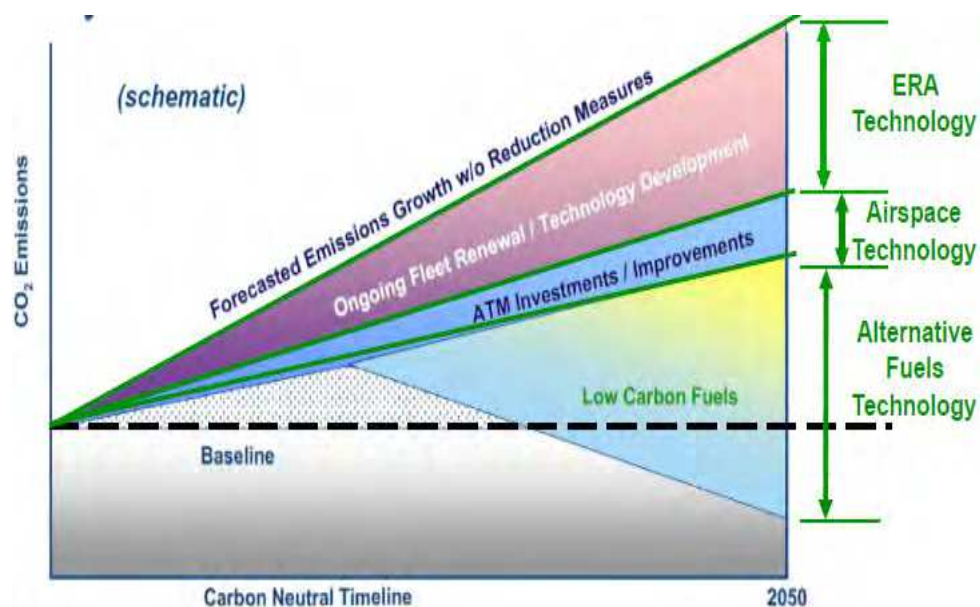 (schematic)
Forecasted Emissions Growth w/o Reduction Measures
Ongoing Fleet Renewal / Technology Development
ATM Investments / Improvements
Low Carbon Fuels
Baseline
CO₂ Emissions
Carbon Neutral Timeline
2050
ERA
Technology
Airspace
Technology
Alternative
Fuels
Technology